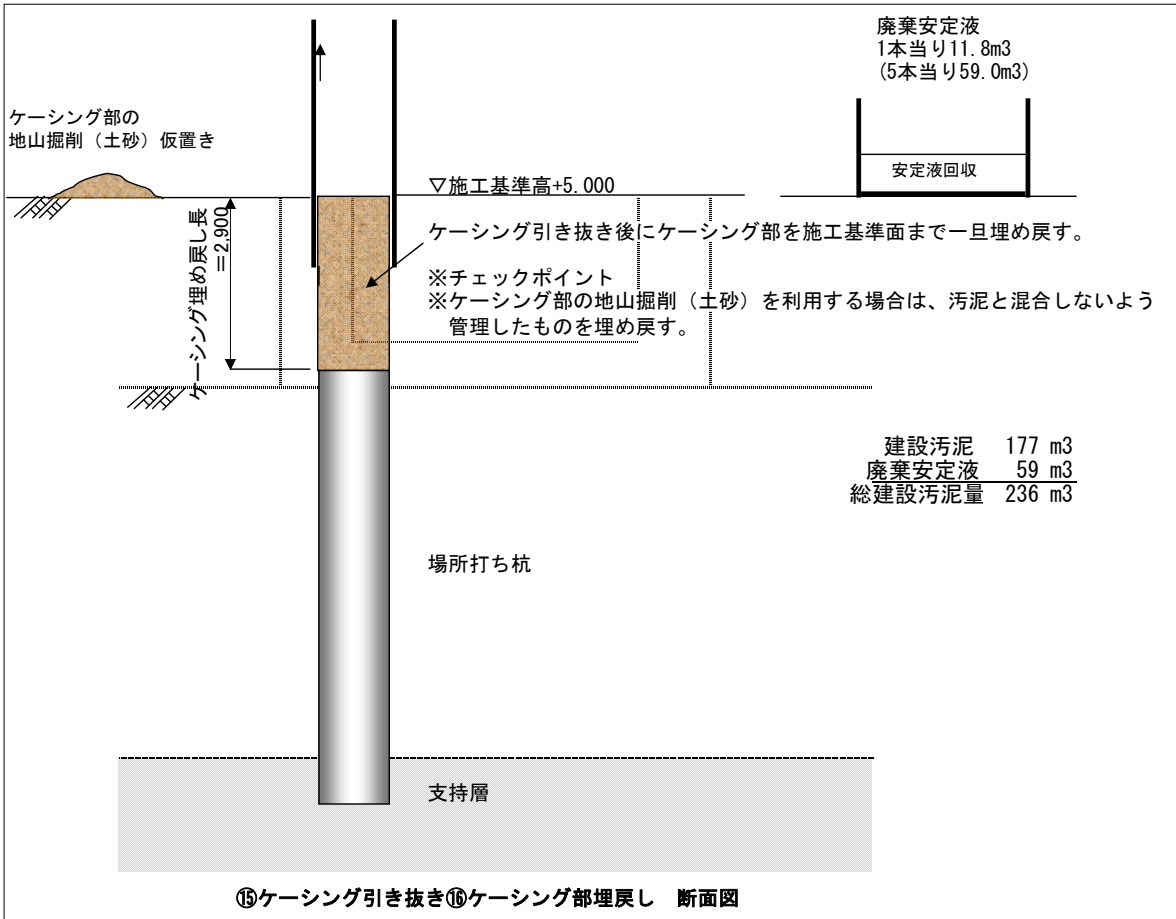 廃棄安定液
1本当り11.8m3
(5本当り59.0m3)
ケーシング部の
地山掘削（土砂）仮置き
安定液回収
▽施工基準高+5.000
ケーシング埋め戻し長
＝2,900
ケーシング引き抜き後にケーシング部を施工基準面まで一旦埋め戻す。
※チェックポイント
※ケーシング部の地山掘削（土砂）を利用する場合は、汚泥と混合しないよう
管理したものを埋め戻す。
建設汚泥 177 m3
廃棄安定液 59 m3
総建設汚泥量 236 m3
場所打ち杭
支持層
⑮ケーシング引き抜き⑯ケーシング部埋戻し 断面図